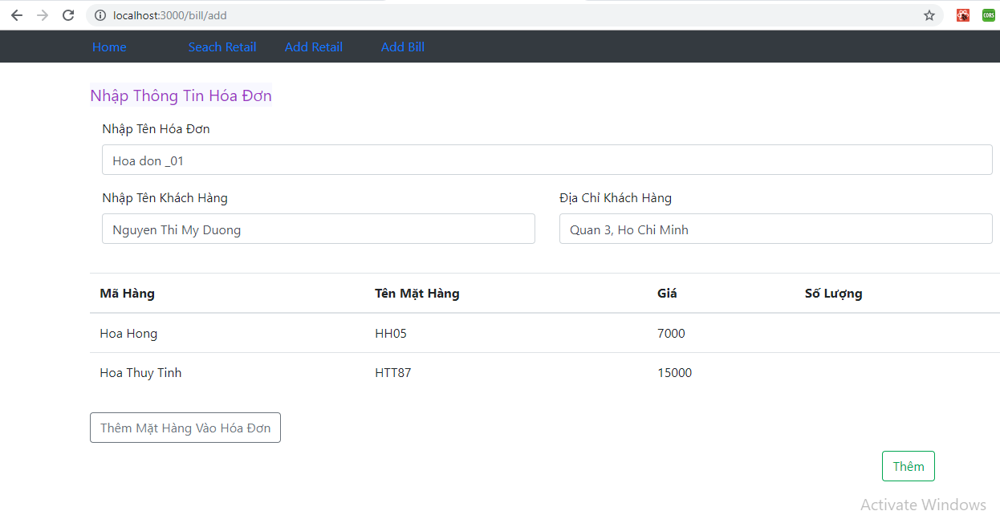 localhost:3000/bill/add
CORS
Home Seach Retail Add Retail Add Bill
Nhập Thông Tin Hóa Đơn
Nhập Tên Hóa Đơn
Hoa don _01
Nhập Tên Khách Hàng Địa Chỉ Khách Hàng
Nguyen Thi My Duong Quan 3, Ho Chi Minh
Mã Hàng Tên Mặt Hàng Giá Số Lượng
Hoa Hong HH05 7000
Hoa Thuy Tinh HTT87 15000
Thêm Mặt Hàng Vào Hóa Đơn
Thêm
Activate Windows